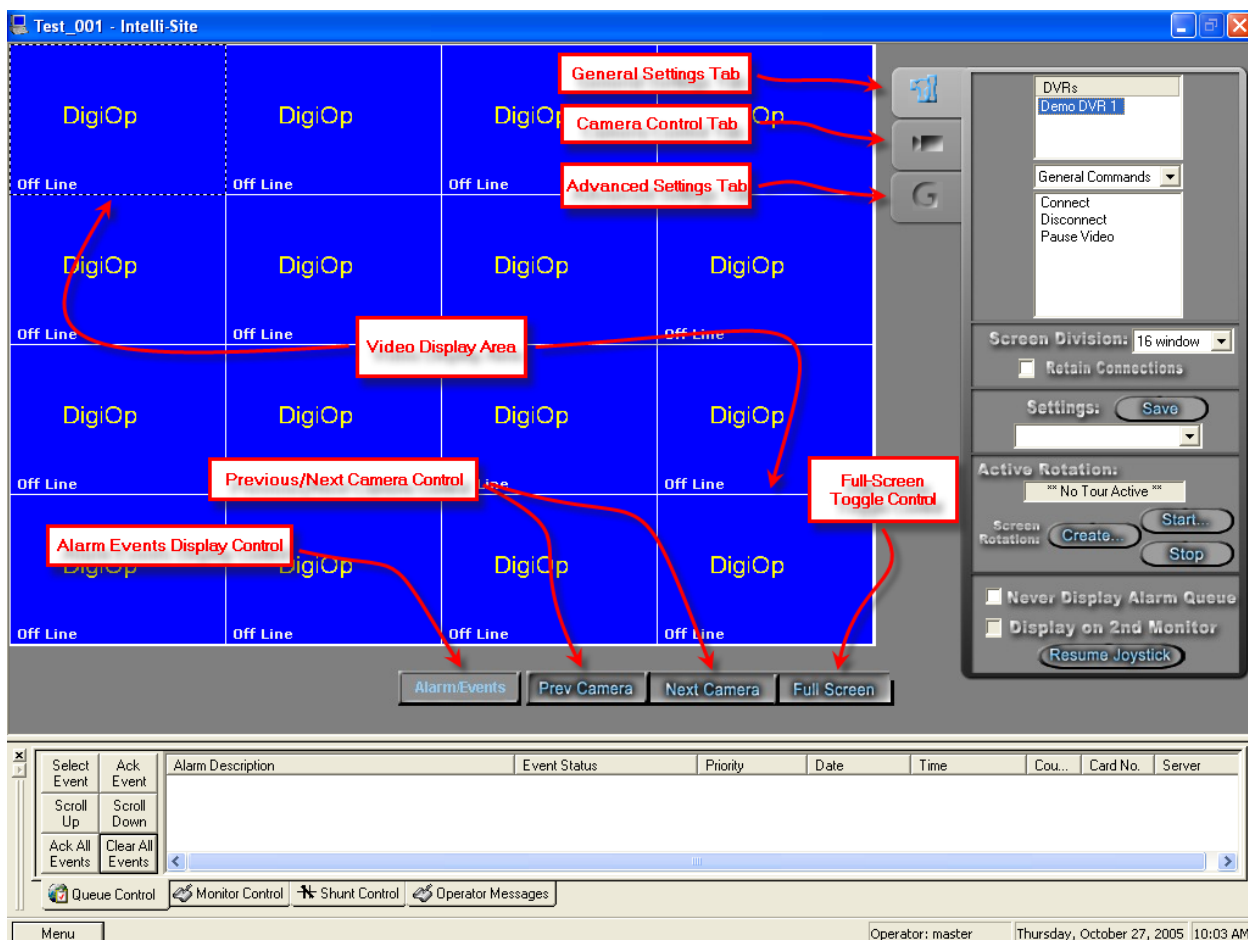 Test_001 - Intelli-Site
General Settings Tab
Camera Control Tab
Advanced Settings Tab
DigiOp
DigiOp
DigiOp
Op
Off Line
Off Line
Off Line
DigiOp
DigiOp
DigiOp
DigiOp
Off Line
Off Line
Off Line
Video Display Area
DigiOp
DigiOp
DigiOp
DigiOp
Off Line
Line
Off Line
Previous/Next Camera Control
Full-Screen
Toggle Control
Alarm Events Display Control
DigiOp
DigiOp
DigiOp
DigiOp
Off Line
Off Line
Off Line
Off Line
Alarm/Events
Prev Camera
Next Camera
Full Screen
G
DVRs
Demo DVR 1
General Commands
Connect
Disconnect
Pause Video
Screen Division: 16 window
Retain Connections
Settings: Save
Active Rotation:
** No Tour Active **
Screen
Rotation:
Create...
Start...
Stop
Never Display Alarm Queue
Display on 2nd Monitor
Resume Joystick
Select
Event
Ack
Event
Scroll
Up
Scroll
Down
Ack All
Events
Clear All
Events
Alarm Description Event Status Priority Date Time Cou... Card No. Server
Queue Control Monitor Control Shunt Control Operator Messages
Menu
Operator: master Thursday, October 27, 2005 10:03 AM